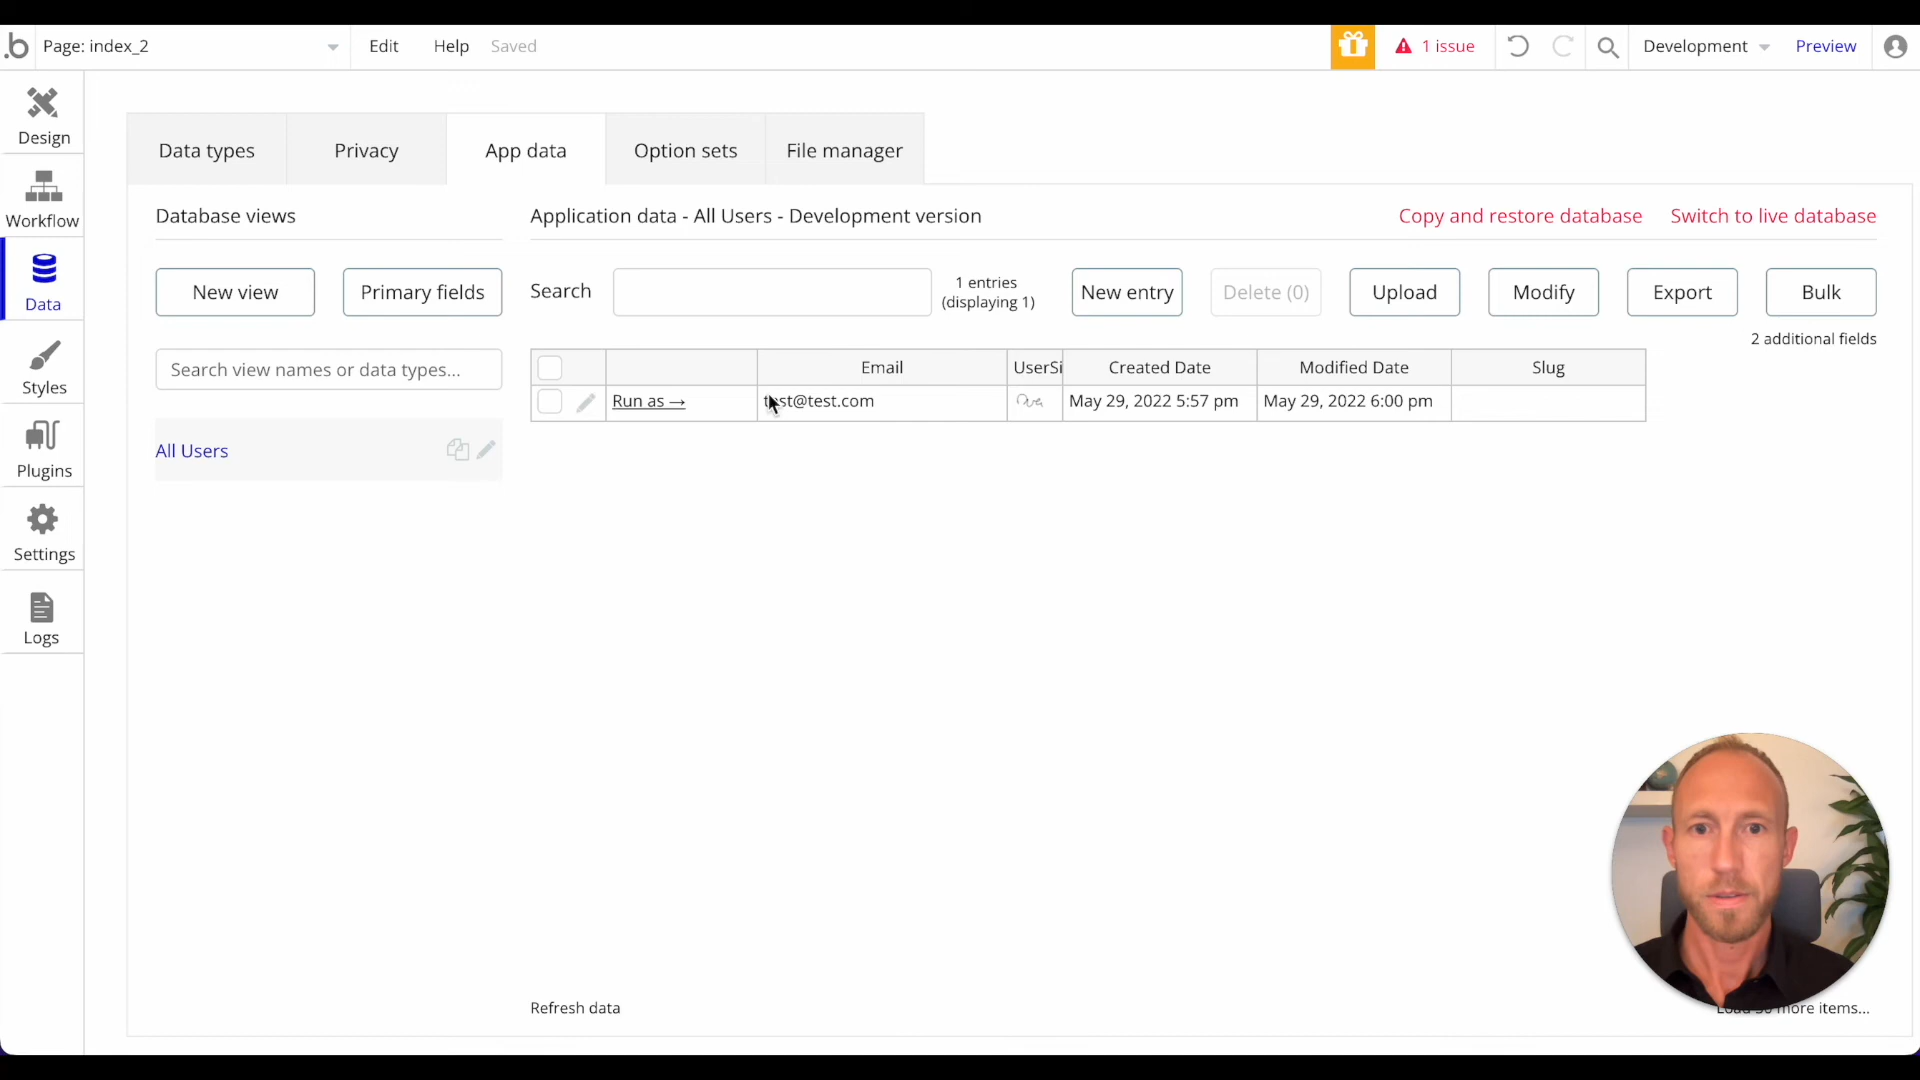 .b Page: index_2 Edit Help Saved 1 issue Development Preview
Design
Workflow
Data
Styles
Plugins
Settings
Logs
Data types Privacy App data Option sets File manager
Database views
New view Primary fields
Search view names or data types...
All Users
Application data - All Users - Development version Copy and restore database Switch to live database
Search 1 entries
(displaying 1)
New entry Delete (0) Upload Modify Export Bulk
2 additional fields
Email UserSi Created Date Modified Date Slug
Run as → test@test.com May 29, 2022 5:57 pm May 29, 2022 6:00 pm
Refresh data
more items...